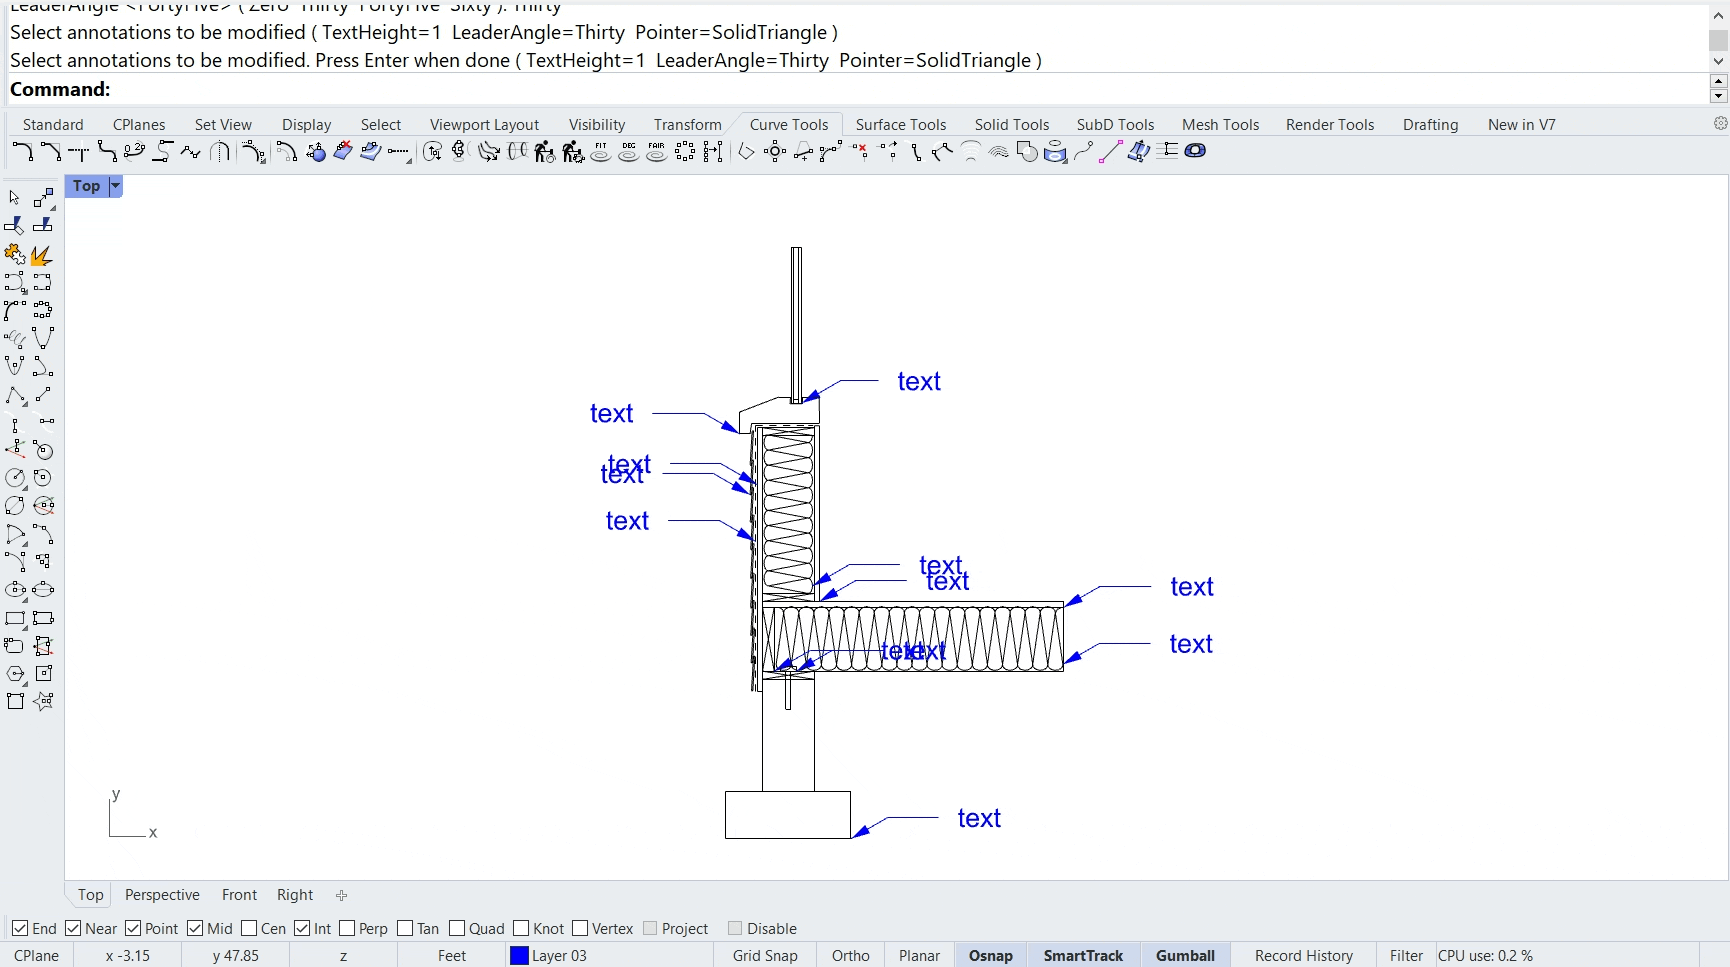 LeaderAngle <FortyFive> ( Zero Thirty FortyFive Sixty ): Thirty
Select annotations to be modified ( TextHeight=1 LeaderAngle=Thirty Pointer=SolidTriangle )
Select annotations to be modified. Press Enter when done ( TextHeight=1 LeaderAngle=Thirty Pointer=SolidTriangle )
Command:
Standard CPlanes Set View Display Select Viewport Layout Visibility Transform Curve Tools Surface Tools Solid Tools SubD Tools Mesh Tools Render Tools Drafting New in V7
FIT DEG FAIR
Top
text
text
text
text
text
text
text
text
text
text
text
text
y
x
Top Perspective Front Right
End Near Point Mid Cen Int Perp Tan Quad Knot Vertex Project Disable
CPlane x -3.15 y 47.85 z Feet Layer 03 Grid Snap Ortho Planar Osnap SmartTrack Gumball Record History Filter CPU use: 0.2 %